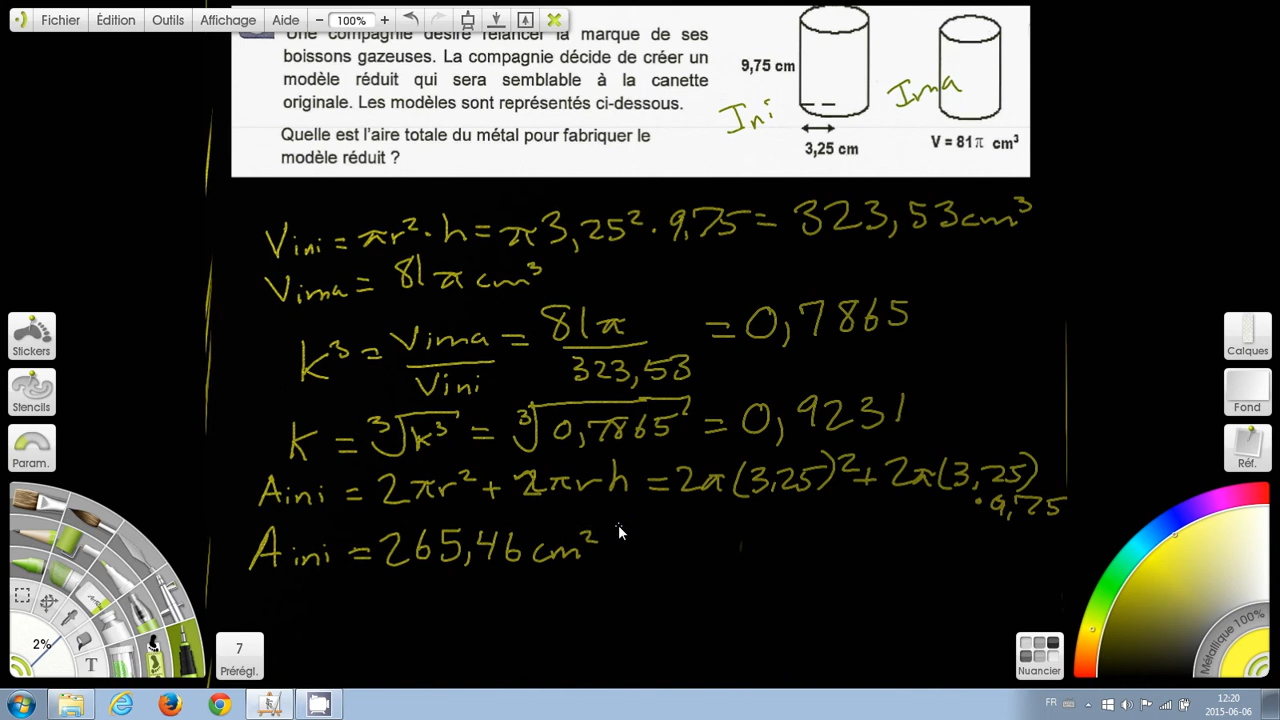 Fichier Édition Outils Affichage Aide − 100% +
Une compagnie désire relancer la marque de ses
boissons gazeuses. La compagnie décide de créer un
modèle réduit qui sera semblable à la canette
originale. Les modèles sont représentés ci-dessous.
Quelle est l'aire totale du métal pour fabriquer le
modèle réduit ?
9,75 cm
Ini
3,25 cm
Ima
V = 81π cm³
Vini = πr² · h = π3,25² · 9,75 = 323,53cm³
Vima = 81π cm³
K³ = Vima/Vini = 81π/323,53 = 0,7865
K = ∛K³ = ∛0,7865 = 0,9231
Aini = 2πr² + 2πrh = 2π(3,25)² + 2π(3,25)
· 9,75
Aini = 265,46 cm²
Stickers
Stencils
Param.
2%
T
7
Prérégl.
Calques
Fond
Réf.
Métallique 100%
Nuancier
FR
12:20
2015-06-06